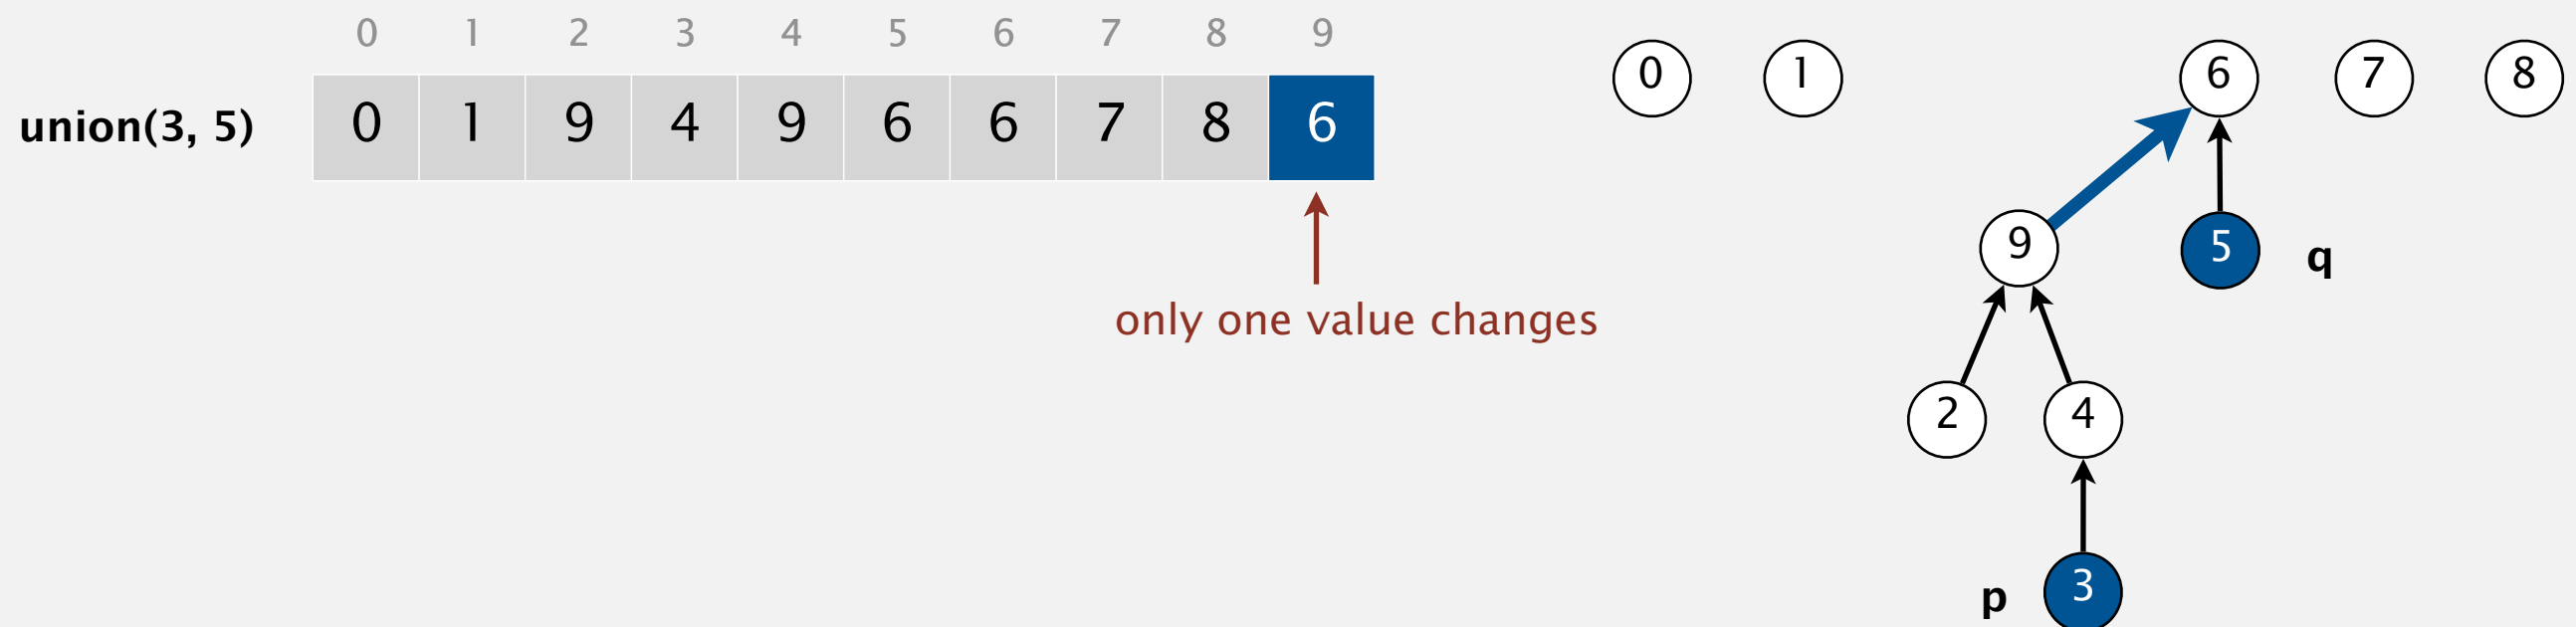 0 1 2 3 4 5 6 7 8 9
union(3, 5) 0 1 9 4 9 6 6 7 8 6
only one value changes
0 1 6 7 8
9 5 q
2 4
p 3